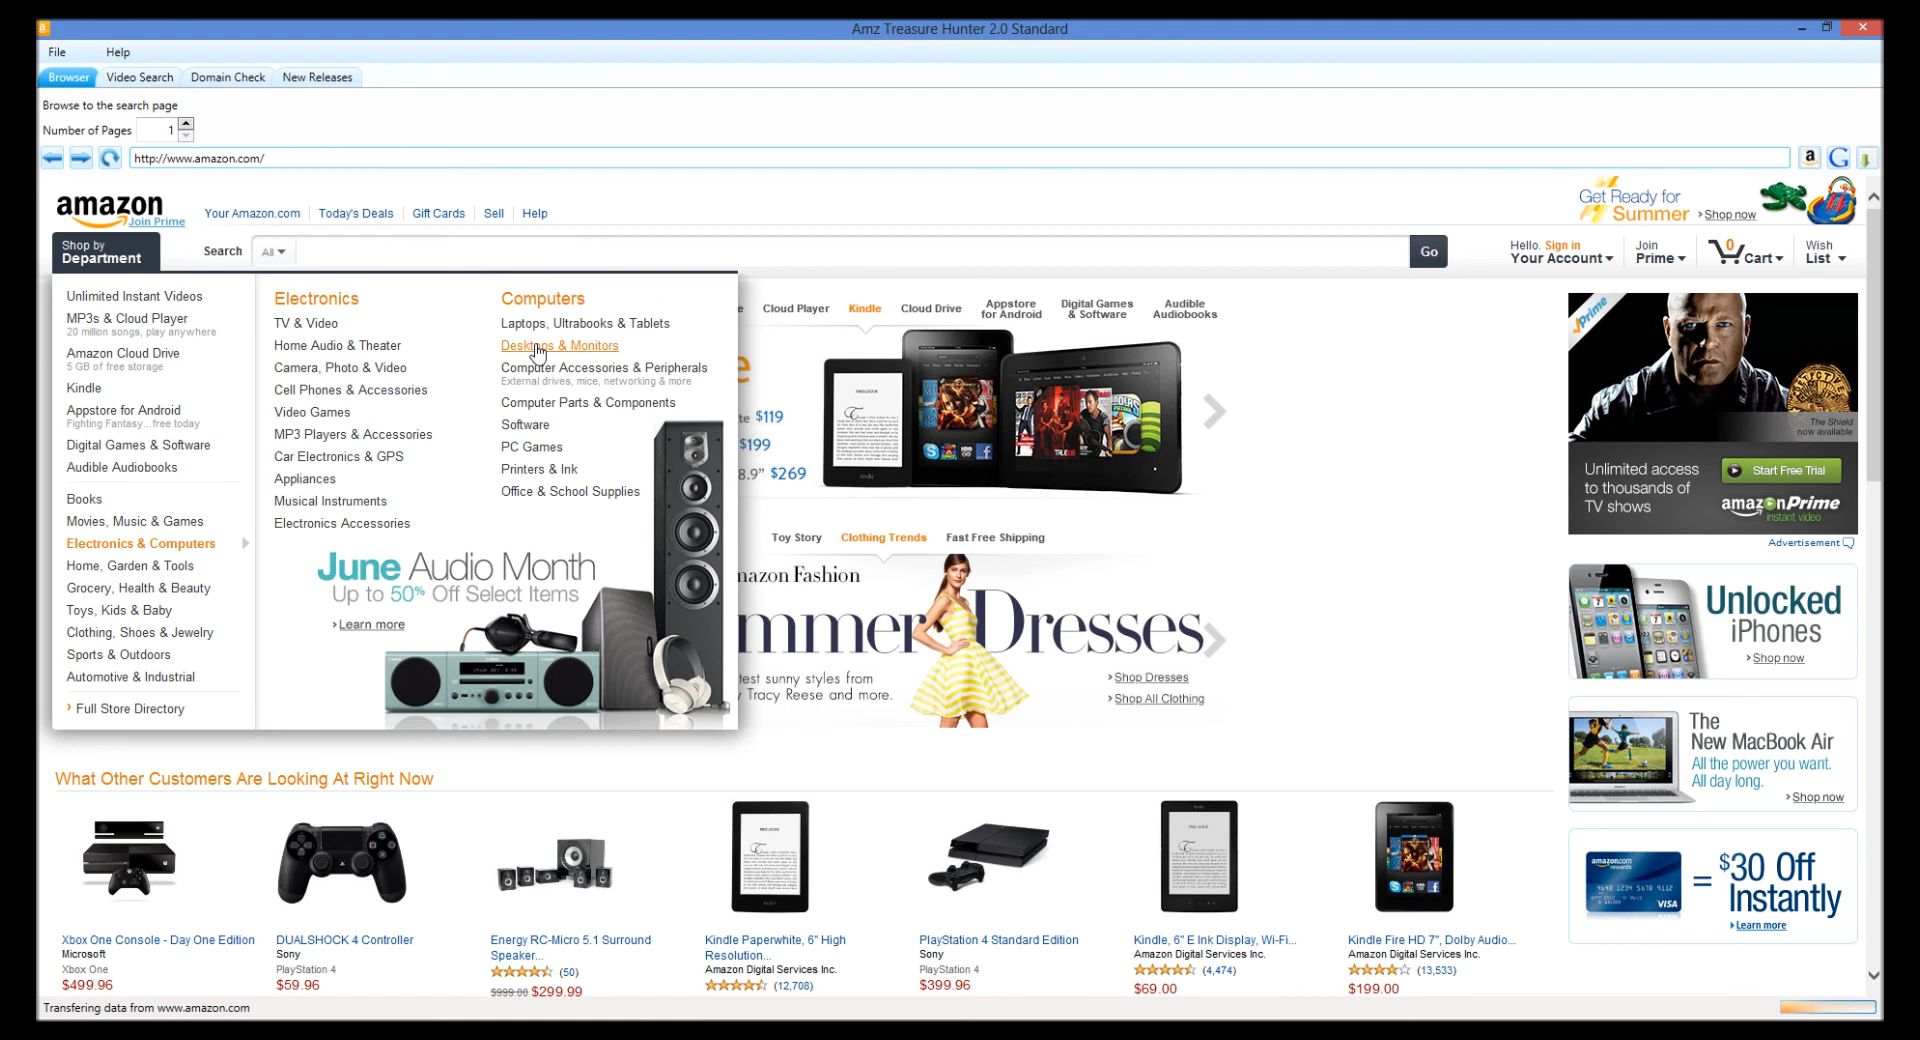 Amz Treasure Hunter 2.0 Standard
File Help
Browser Video Search Domain Check New Releases
Browse to the search page
Number of Pages 1
http://www.amazon.com/
amazon
Join Prime
Your Amazon.com Today's Deals Gift Cards Sell Help
Get Ready for
Summer
Shop now
Shop by
Department
Search All Go
Hello. Sign in
Your Account
Join
Prime
0
Cart
Wish
List
Unlimited Instant Videos
MP3s & Cloud Player
20 million songs, play anywhere
Amazon Cloud Drive
5 GB of free storage
Kindle
Appstore for Android
Fighting Fantasy...free today
Digital Games & Software
Audible Audiobooks
Books
Movies, Music & Games
Electronics & Computers
Home, Garden & Tools
Grocery, Health & Beauty
Toys, Kids & Baby
Clothing, Shoes & Jewelry
Sports & Outdoors
Automotive & Industrial
Full Store Directory
Electronics
TV & Video
Home Audio & Theater
Camera, Photo & Video
Cell Phones & Accessories
Video Games
MP3 Players & Accessories
Car Electronics & GPS
Appliances
Musical Instruments
Electronics Accessories
Computers
Laptops, Ultrabooks & Tablets
Desktops & Monitors
Computer Accessories & Peripherals
External drives, mice, networking & more
Computer Parts & Components
Software
PC Games
Printers & Ink
Office & School Supplies
June Audio Month
Up to 50% Off Select Items
Learn more
e Cloud Player Kindle Cloud Drive Appstore for Android Digital Games & Software Audible Audiobooks
e
te $119
$199
8.9" $269
Toy Story Clothing Trends Fast Free Shipping
mazon Fashion
mmer Dresses
test sunny styles from
y Tracy Reese and more.
Shop Dresses
Shop All Clothing
Prime
The Shield
now available
Unlimited access
to thousands of
TV shows
Start Free Trial
amazon Prime
instant video
Advertisement
Unlocked
iPhones
Shop now
The
New MacBook Air
All the power you want.
All day long.
Shop now
amazon.com
rewards
4640 1234 5678 9112
VISA
= $30 Off
Instantly
Learn more
What Other Customers Are Looking At Right Now
Xbox One Console - Day One Edition
Microsoft
Xbox One
$499.96
DUALSHOCK 4 Controller
Sony
PlayStation 4
$59.96
Energy RC-Micro 5.1 Surround
Speaker...
(50)
$999.00 $299.99
Kindle Paperwhite, 6" High
Resolution...
Amazon Digital Services Inc.
(12,708)
PlayStation 4 Standard Edition
Sony
PlayStation 4
$399.96
Kindle, 6" E Ink Display, Wi-Fi...
Amazon Digital Services Inc.
(4,474)
$69.00
Kindle Fire HD 7", Dolby Audio...
Amazon Digital Services Inc.
(13,533)
$199.00
Transfering data from www.amazon.com